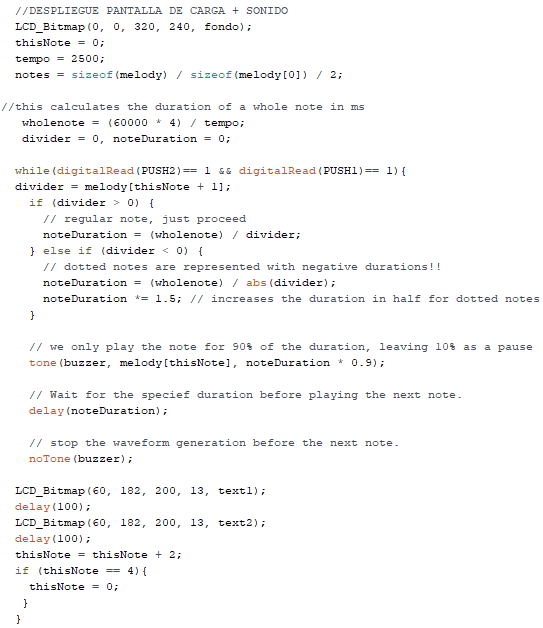 //DESPLIEGUE PANTALLA DE CARGA + SONIDO
LCD_Bitmap(0, 0, 320, 240, fondo);
thisNote = 0;
tempo = 2500;
notes = sizeof(melody) / sizeof(melody[0]) / 2;
//this calculates the duration of a whole note in ms
wholenote = (60000 * 4) / tempo;
divider = 0, noteDuration = 0;
while(digitalRead(PUSH2)== 1 && digitalRead(PUSH1)== 1){
divider = melody[thisNote + 1];
if (divider > 0) {
// regular note, just proceed
noteDuration = (wholenote) / divider;
} else if (divider < 0) {
// dotted notes are represented with negative durations!!
noteDuration = (wholenote) / abs(divider);
noteDuration *= 1.5; // increases the duration in half for dotted notes
}
// we only play the note for 90% of the duration, leaving 10% as a pause
tone(buzzer, melody[thisNote], noteDuration * 0.9);
// Wait for the specief duration before playing the next note.
delay(noteDuration);
// stop the waveform generation before the next note.
noTone(buzzer);
LCD_Bitmap(60, 182, 200, 13, text1);
delay(100);
LCD_Bitmap(60, 182, 200, 13, text2);
delay(100);
thisNote = thisNote + 2;
if (thisNote == 4){
thisNote = 0;
}
}